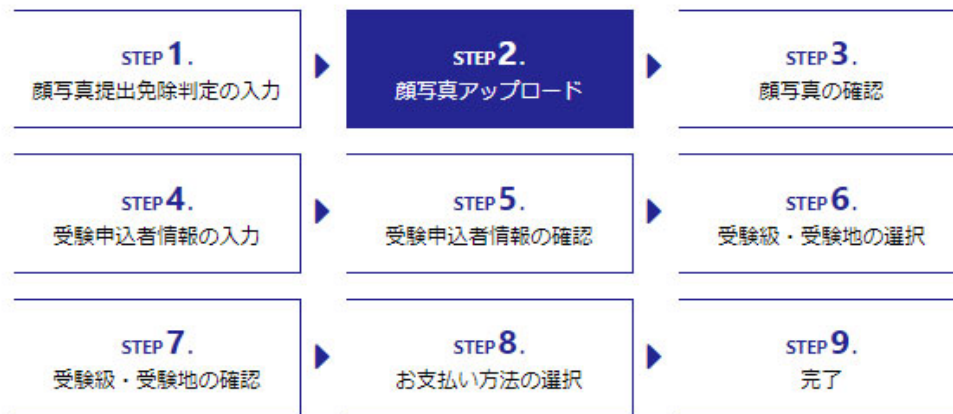 STEP 1.
顔写真提出免除判定の入力
STEP 2.
顔写真アップロード
STEP 3.
顔写真の確認
STEP 4.
受験申込者情報の入力
STEP 5.
受験申込者情報の確認
STEP 6.
受験級・受験地の選択
STEP 7.
受験級・受験地の確認
STEP 8.
お支払い方法の選択
STEP 9.
完了